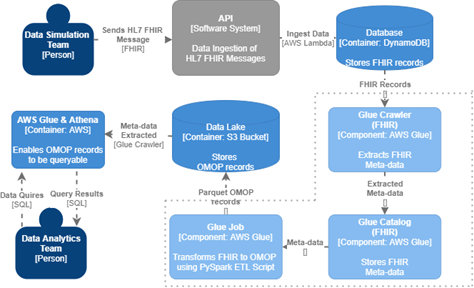 Data Simulation
Team
[Person]
Sends HL7 FHIR
Message
[FHIR]
API
[Software System]
Data Ingestion of
HL7 FHIR Messages
Ingest Data
[AWS Lambda]
Database
[Container: DynamoDB]
Stores FHIR records
FHIR Records
[]
Glue Crawler
(FHIR)
[Component: AWS Glue]
Extracts FHIR
Meta-data
Extracted
Meta-data
[]
Glue Catalog
(FHIR)
[Component: AWS Glue]
Stores FHIR
Meta-data
Meta-data
[]
Glue Job
[Component: AWS Glue]
Transforms FHIR to OMOP
using PySpark ETL Script
Parquet OMOP
records
[]
Data Lake
[Container: S3 Bucket]
Stores
OMOP records
Meta-data
Extracted
[Glue Crawler]
AWS Glue & Athena
[Container: AWS]
Enables OMOP records
to be queryable
Data Quires
[SQL]
Query Results
[SQL]
Data Analytics
Team
[Person]